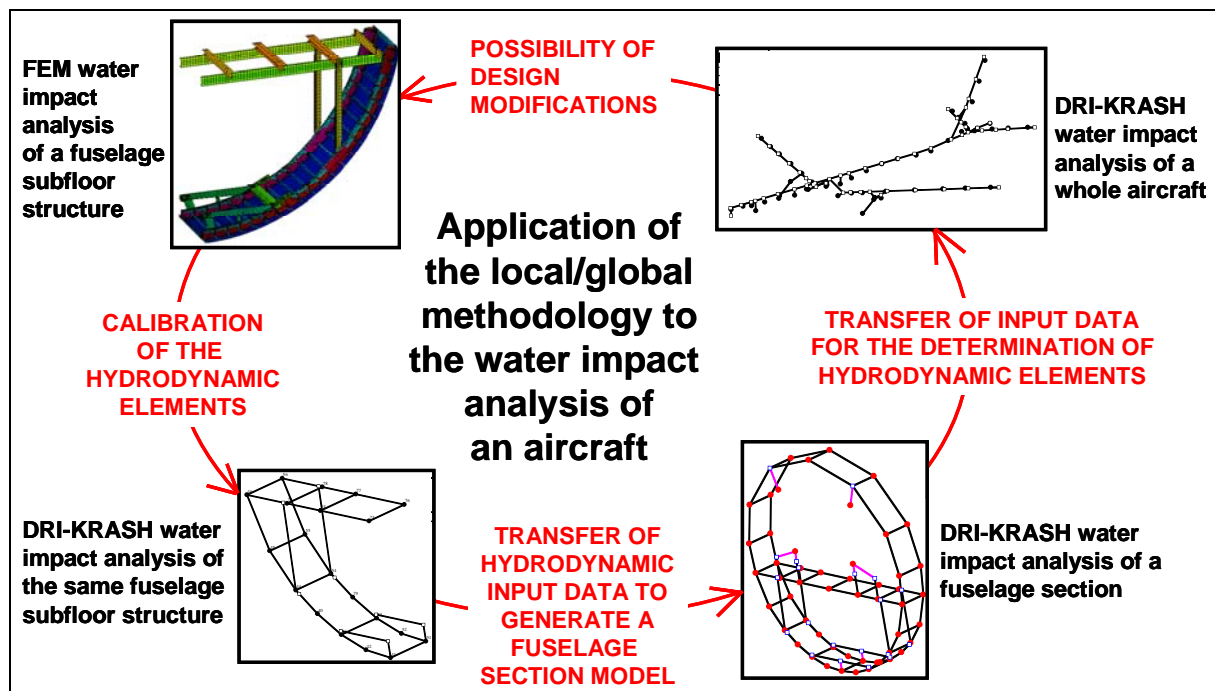 FEM water
impact
analysis
of a fuselage
subfloor
structure
POSSIBILITY OF
DESIGN
MODIFICATIONS
DRI-KRASH
water impact
analysis of a
whole aircraft
Application of
the local/global
methodology to
the water impact
analysis of
an aircraft
CALIBRATION
OF THE
HYDRODYNAMIC
ELEMENTS
TRANSFER OF INPUT DATA
FOR THE DETERMINATION OF
HYDRODYNAMIC ELEMENTS
DRI-KRASH water
impact analysis of
the same fuselage
subfloor structure
TRANSFER OF
HYDRODYNAMIC
INPUT DATA TO
GENERATE A
FUSELAGE
SECTION MODEL
DRI-KRASH water
impact analysis of a
fuselage section